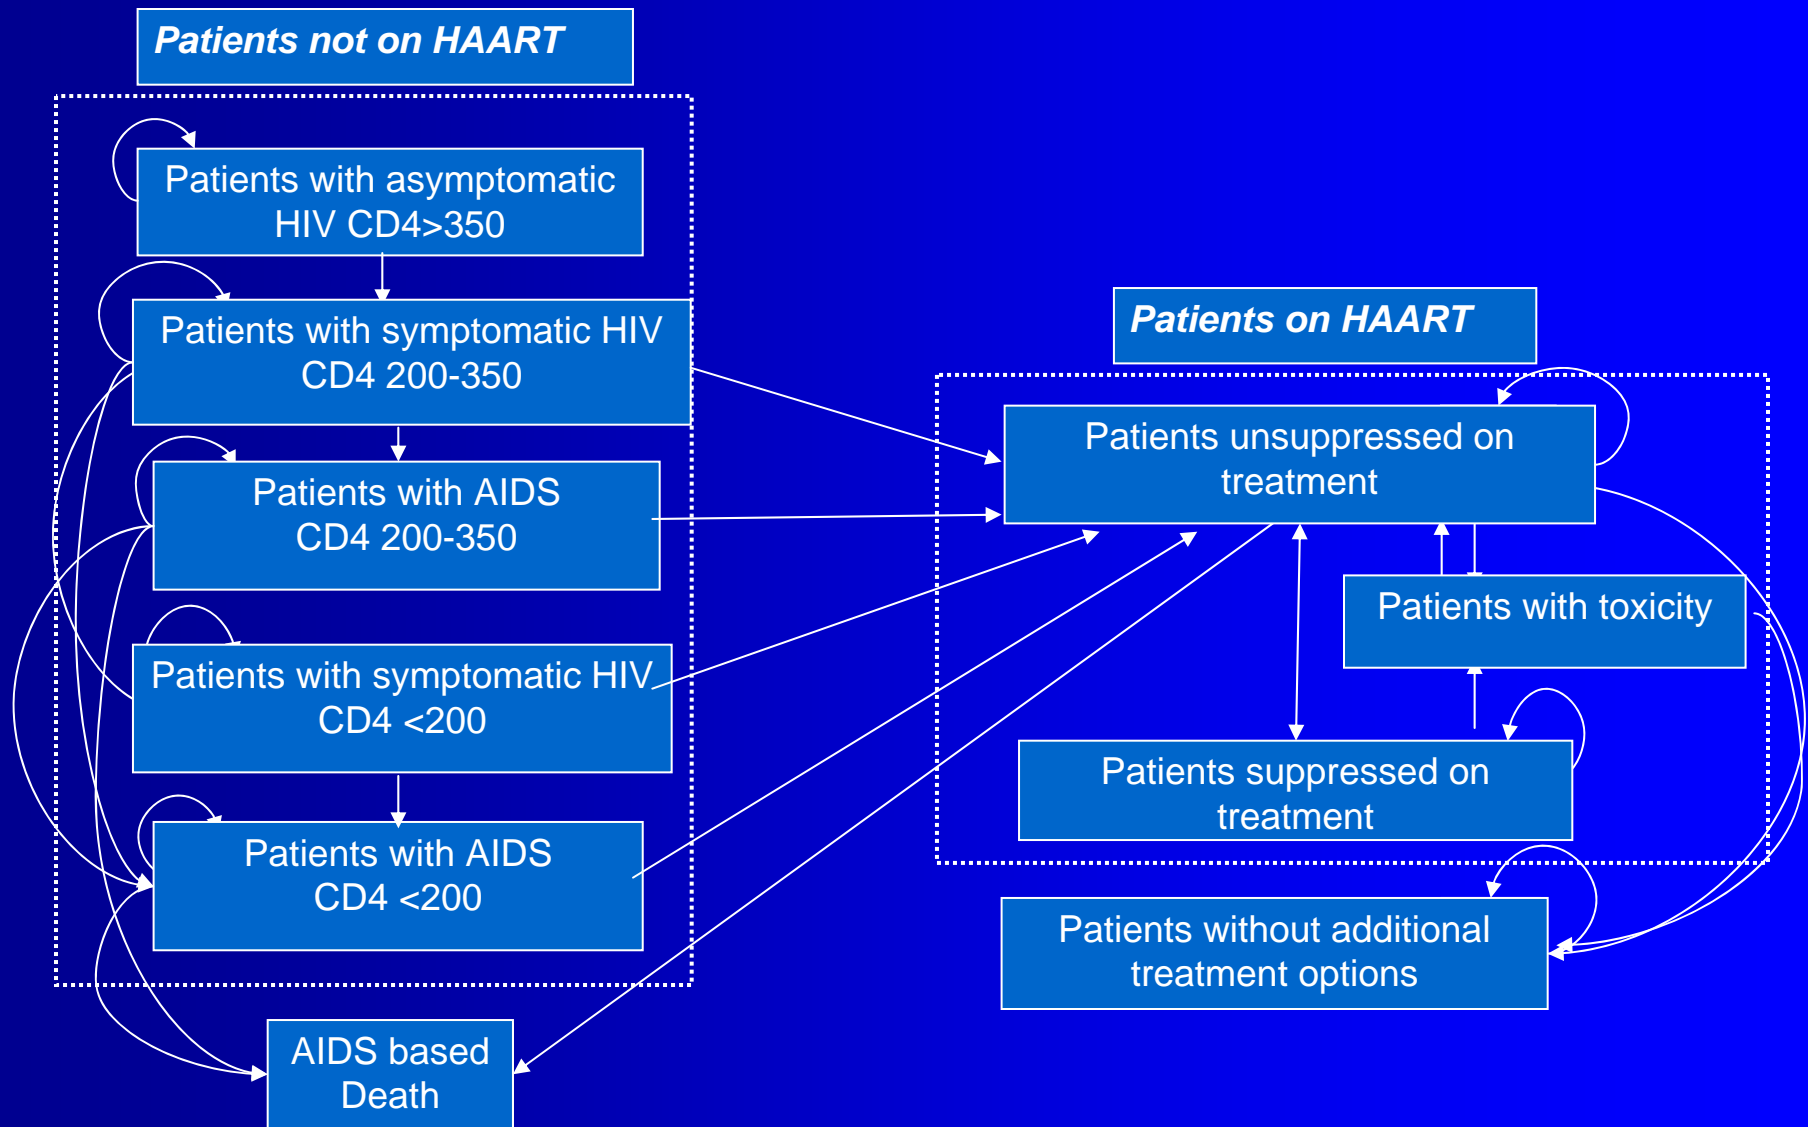 Patients not on HAART
Patients with asymptomatic
HIV CD4>350
Patients with symptomatic HIV
CD4 200-350
Patients with AIDS
CD4 200-350
Patients with symptomatic HIV
CD4 <200
Patients with AIDS
CD4 <200
AIDS based
Death
Patients on HAART
Patients unsuppressed on
treatment
Patients with toxicity
Patients suppressed on
treatment
Patients without additional
treatment options